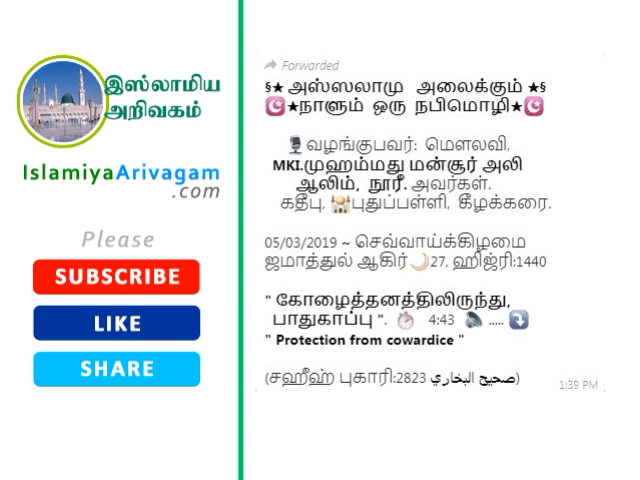 இஸ்லாமிய
அறிவகம்
IslamiyaArivagam
.com
Please
SUBSCRIBE
LIKE
SHARE
Forwarded
§★ அஸ்ஸலாமு அலைக்கும் ★§
☪★நாளும் ஒரு நபிமொழி★☪
🎙வழங்குபவர்: மௌலவி,
MKI.முஹம்மது மன்சூர் அலி
ஆலிம், நூரீ. அவர்கள்.
கதீபு, 🕌புதுப்பள்ளி, கீழக்கரை.
05/03/2019 ~ செவ்வாய்க்கிழமை
ஜமாத்துல் ஆகிர்🌙27, ஹிஜ்ரி:1440
" கோழைத்தனத்திலிருந்து,
பாதுகாப்பு ". ⏱ 4:43 🔊 ..... ⤵
" Protection from cowardice "
(சஹீஹ் புகாரி:2823 صحيح البخاري)
1:39 PM